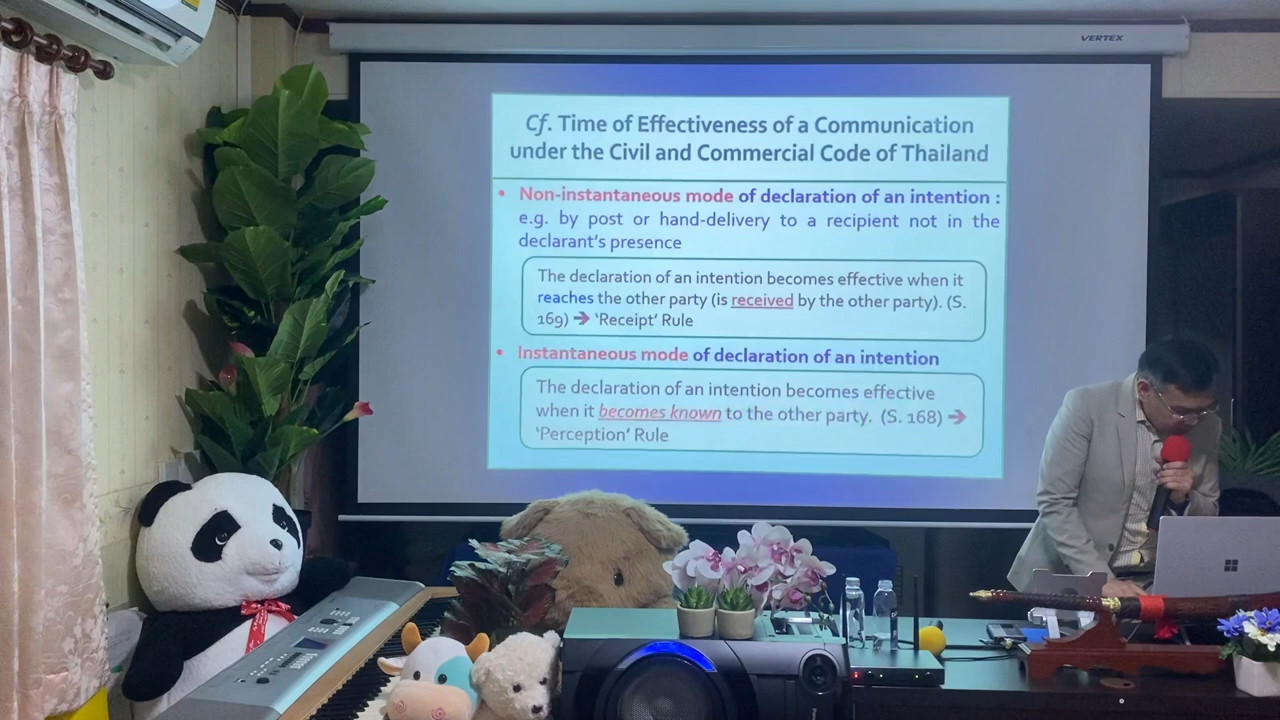 VERTEX
Cf. Time of Effectiveness of a Communication
under the Civil and Commercial Code of Thailand
• Non-instantaneous mode of declaration of an intention :
e.g. by post or hand-delivery to a recipient not in the
declarant's presence
The declaration of an intention becomes effective when it
reaches the other party (is received by the other party). (S.
169) ➔ 'Receipt' Rule
• Instantaneous mode of declaration of an intention
The declaration of an intention becomes effective
when it becomes known to the other party. (S. 168) ➔
'Perception' Rule